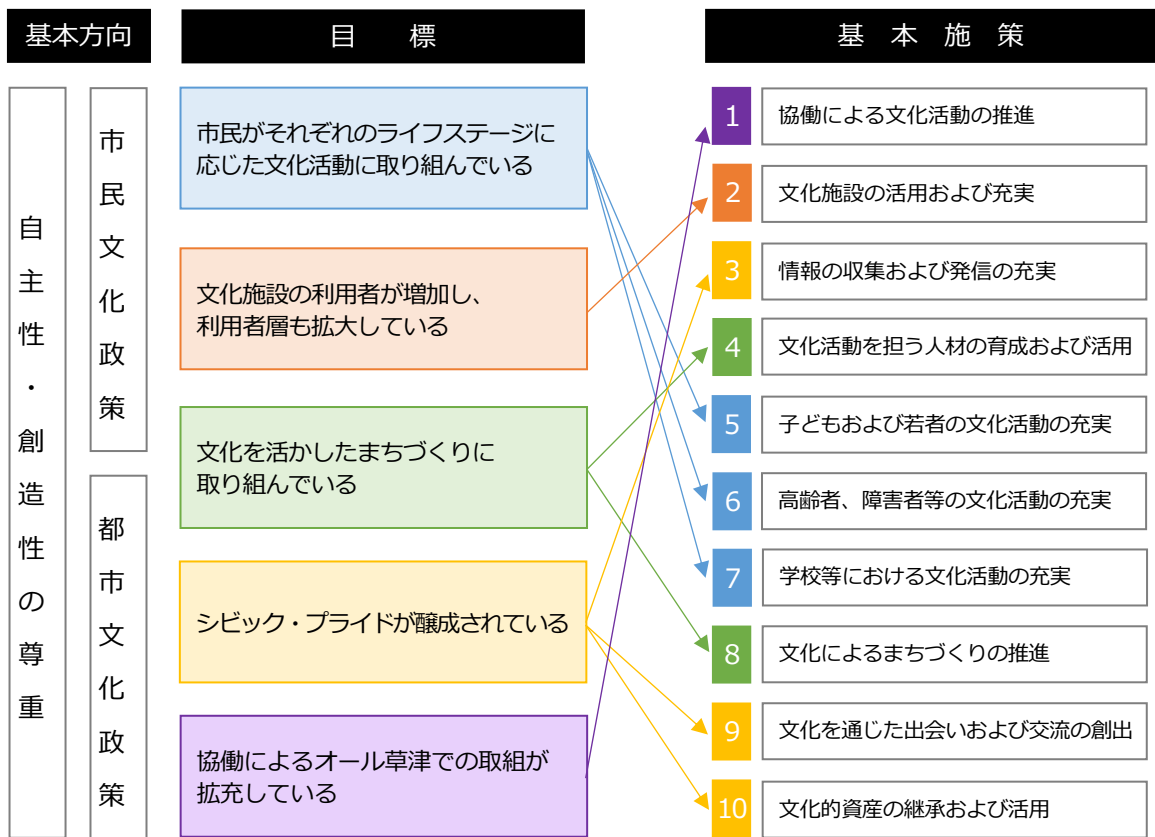 基本方向
目　標
基 本 施 策
自主性・創造性の尊重
市民文化政策
都市文化政策
市民がそれぞれのライフステージに
応じた文化活動に取り組んでいる
文化施設の利用者が増加し、
利用者層も拡大している
文化を活かしたまちづくりに
取り組んでいる
シビック・プライドが醸成されている
協働によるオール草津での取組が
拡充している
1 協働による文化活動の推進
2 文化施設の活用および充実
3 情報の収集および発信の充実
4 文化活動を担う人材の育成および活用
5 子どもおよび若者の文化活動の充実
6 高齢者、障害者等の文化活動の充実
7 学校等における文化活動の充実
8 文化によるまちづくりの推進
9 文化を通じた出会いおよび交流の創出
10 文化的資産の継承および活用